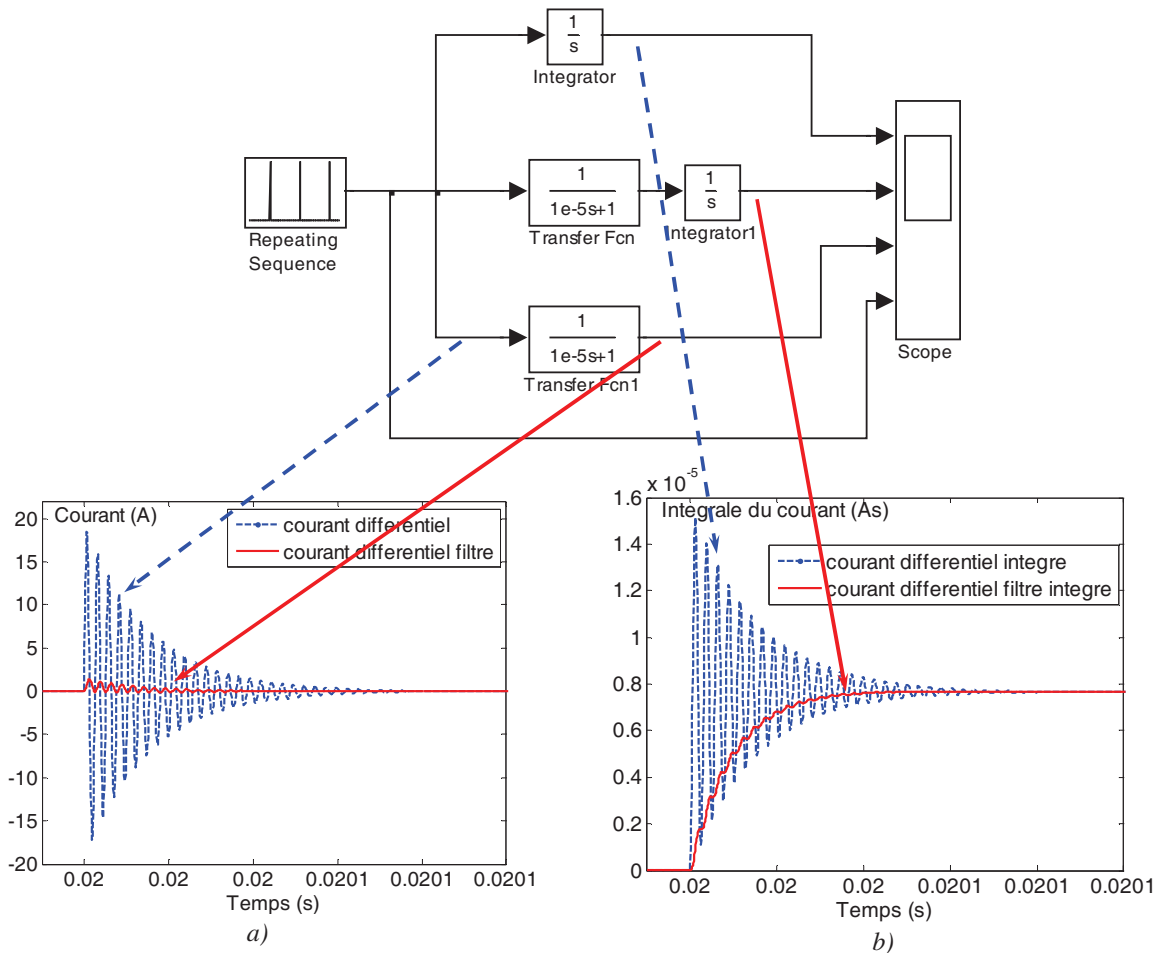 1
s
Integrator
Repeating
Sequence
1
1e-5s+1
Transfer Fcn
1
s
Integrator1
1
1e-5s+1
Transfer Fcn1
Scope
Courant (A)
courant differentiel
courant differentiel filtre
20
15
10
5
0
-5
-10
-15
-20
0.02
0.02
0.02
0.0201
0.0201
0.0201
Temps (s)
a)
x 10^-5
Integrale du courant (As)
courant differentiel integre
courant differentiel filtre integre
1.6
1.4
1.2
1
0.8
0.6
0.4
0.2
0
0.02
0.02
0.02
0.0201
0.0201
0.0201
Temps (s)
b)